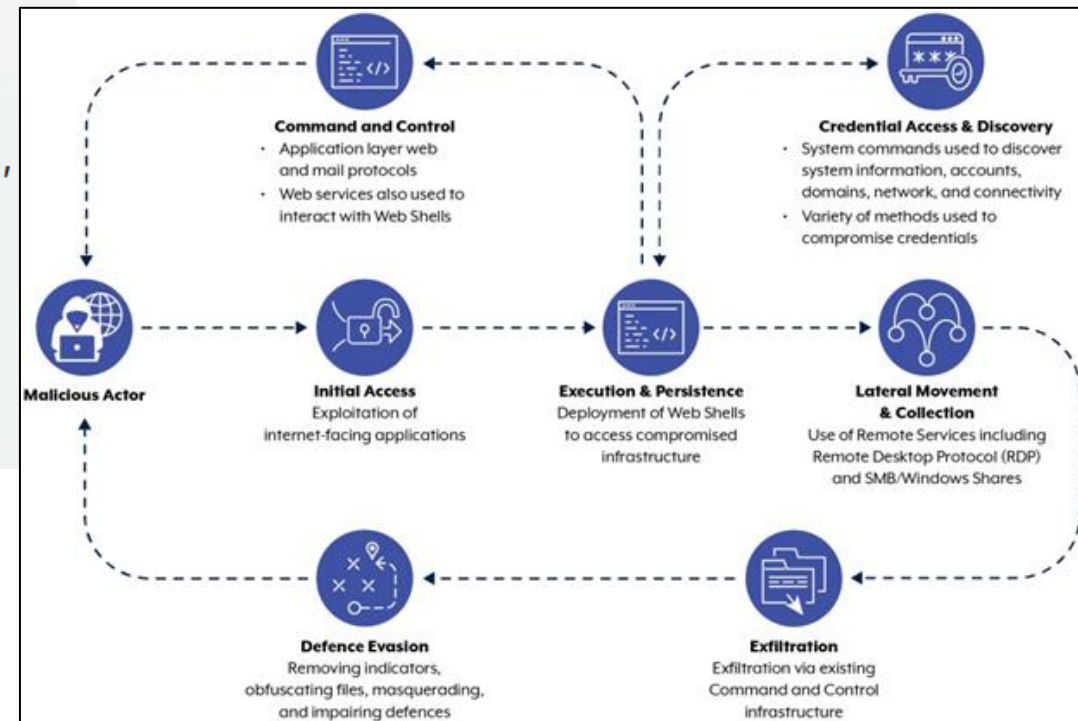 Command and Control
• Application layer web
and mail protocols
• Web services also used to
interact with Web Shells
Credential Access & Discovery
• System commands used to discover
system information, accounts,
domains, network, and connectivity
• Variety of methods used to
compromise credentials
Malicious Actor
Initial Access
Exploitation of
internet-facing applications
Execution & Persistence
Deployment of Web Shells
to access compromised
infrastructure
Lateral Movement
& Collection
Use of Remote Services including
Remote Desktop Protocol (RDP)
and SMB/Windows Shares
Defence Evasion
Removing indicators,
obfuscating files, masquerading,
and impairing defences
Exfiltration
Exfiltration via existing
Command and Control
infrastructure